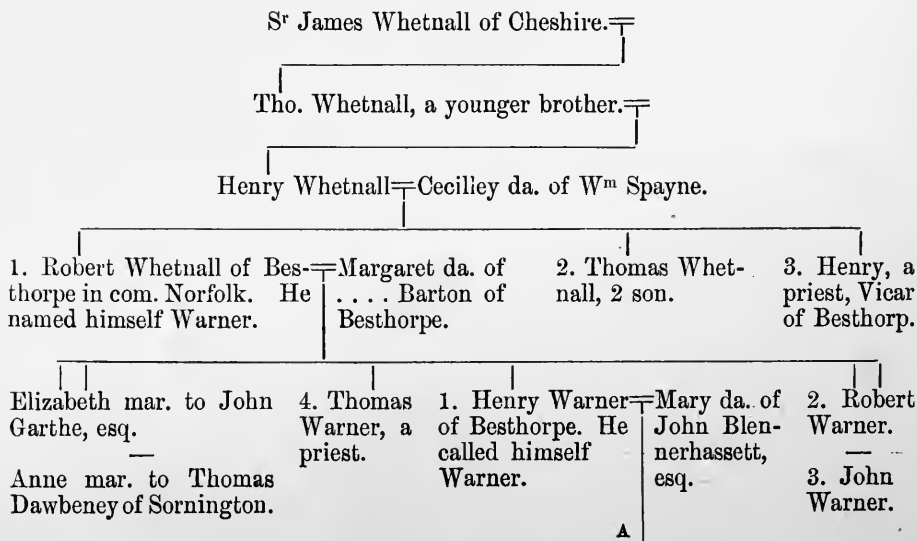 Sʳ James Whetnall of Cheshire.
Tho. Whetnall, a younger brother.
Henry Whetnall Cecilley da. of Wᵐ Spayne.
1. Robert Whetnall of Bes-
thorpe in com. Norfolk. He
named himself Warner.
Margaret da. of
.... Barton of
Besthorpe.
2. Thomas Whet-
nall, 2 son.
3. Henry, a
priest, Vicar
of Besthorp.
Elizabeth mar. to John
Garthe, esq.
—
Anne mar. to Thomas
Dawbeney of Sornington.
4. Thomas
Warner, a
priest.
1. Henry Warner
of Besthorpe. He
called himself
Warner.
Mary da. of
John Blen-
nerhassett,
esq.
2. Robert
Warner.
—
3. John
Warner.
A